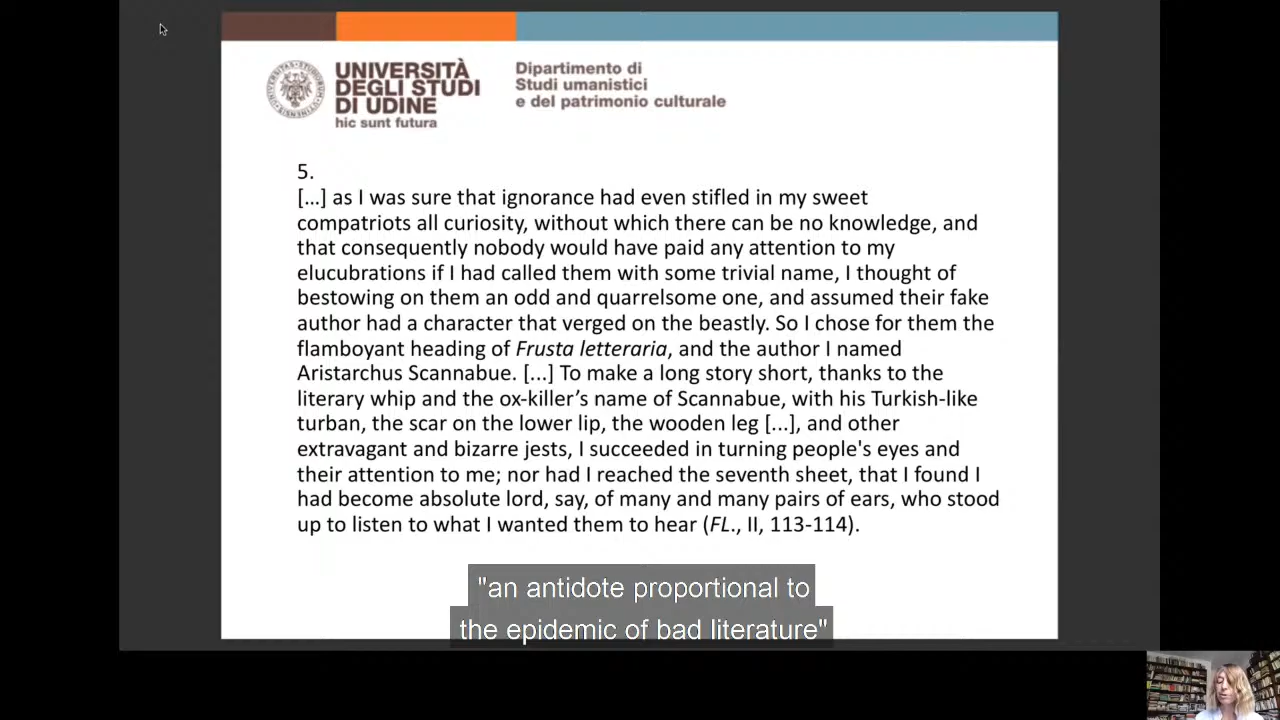 UNIVERSITÀ
DEGLI STUDI
DI UDINE
hic sunt futura
Dipartimento di
Studi umanistici
e del patrimonio culturale
5.
[...] as I was sure that ignorance had even stifled in my sweet
compatriots all curiosity, without which there can be no knowledge, and
that consequently nobody would have paid any attention to my
elucubrations if I had called them with some trivial name, I thought of
bestowing on them an odd and quarrelsome one, and assumed their fake
author had a character that verged on the beastly. So I chose for them the
flamboyant heading of Frusta letteraria, and the author I named
Aristarchus Scannabue. [...] To make a long story short, thanks to the
literary whip and the ox-killer’s name of Scannabue, with his Turkish-like
turban, the scar on the lower lip, the wooden leg [...], and other
extravagant and bizarre jests, I succeeded in turning people's eyes and
their attention to me; nor had I reached the seventh sheet, that I found I
had become absolute lord, say, of many and many pairs of ears, who stood
up to listen to what I wanted them to hear (FL., II, 113-114).
"an antidote proportional to
the epidemic of bad literature"